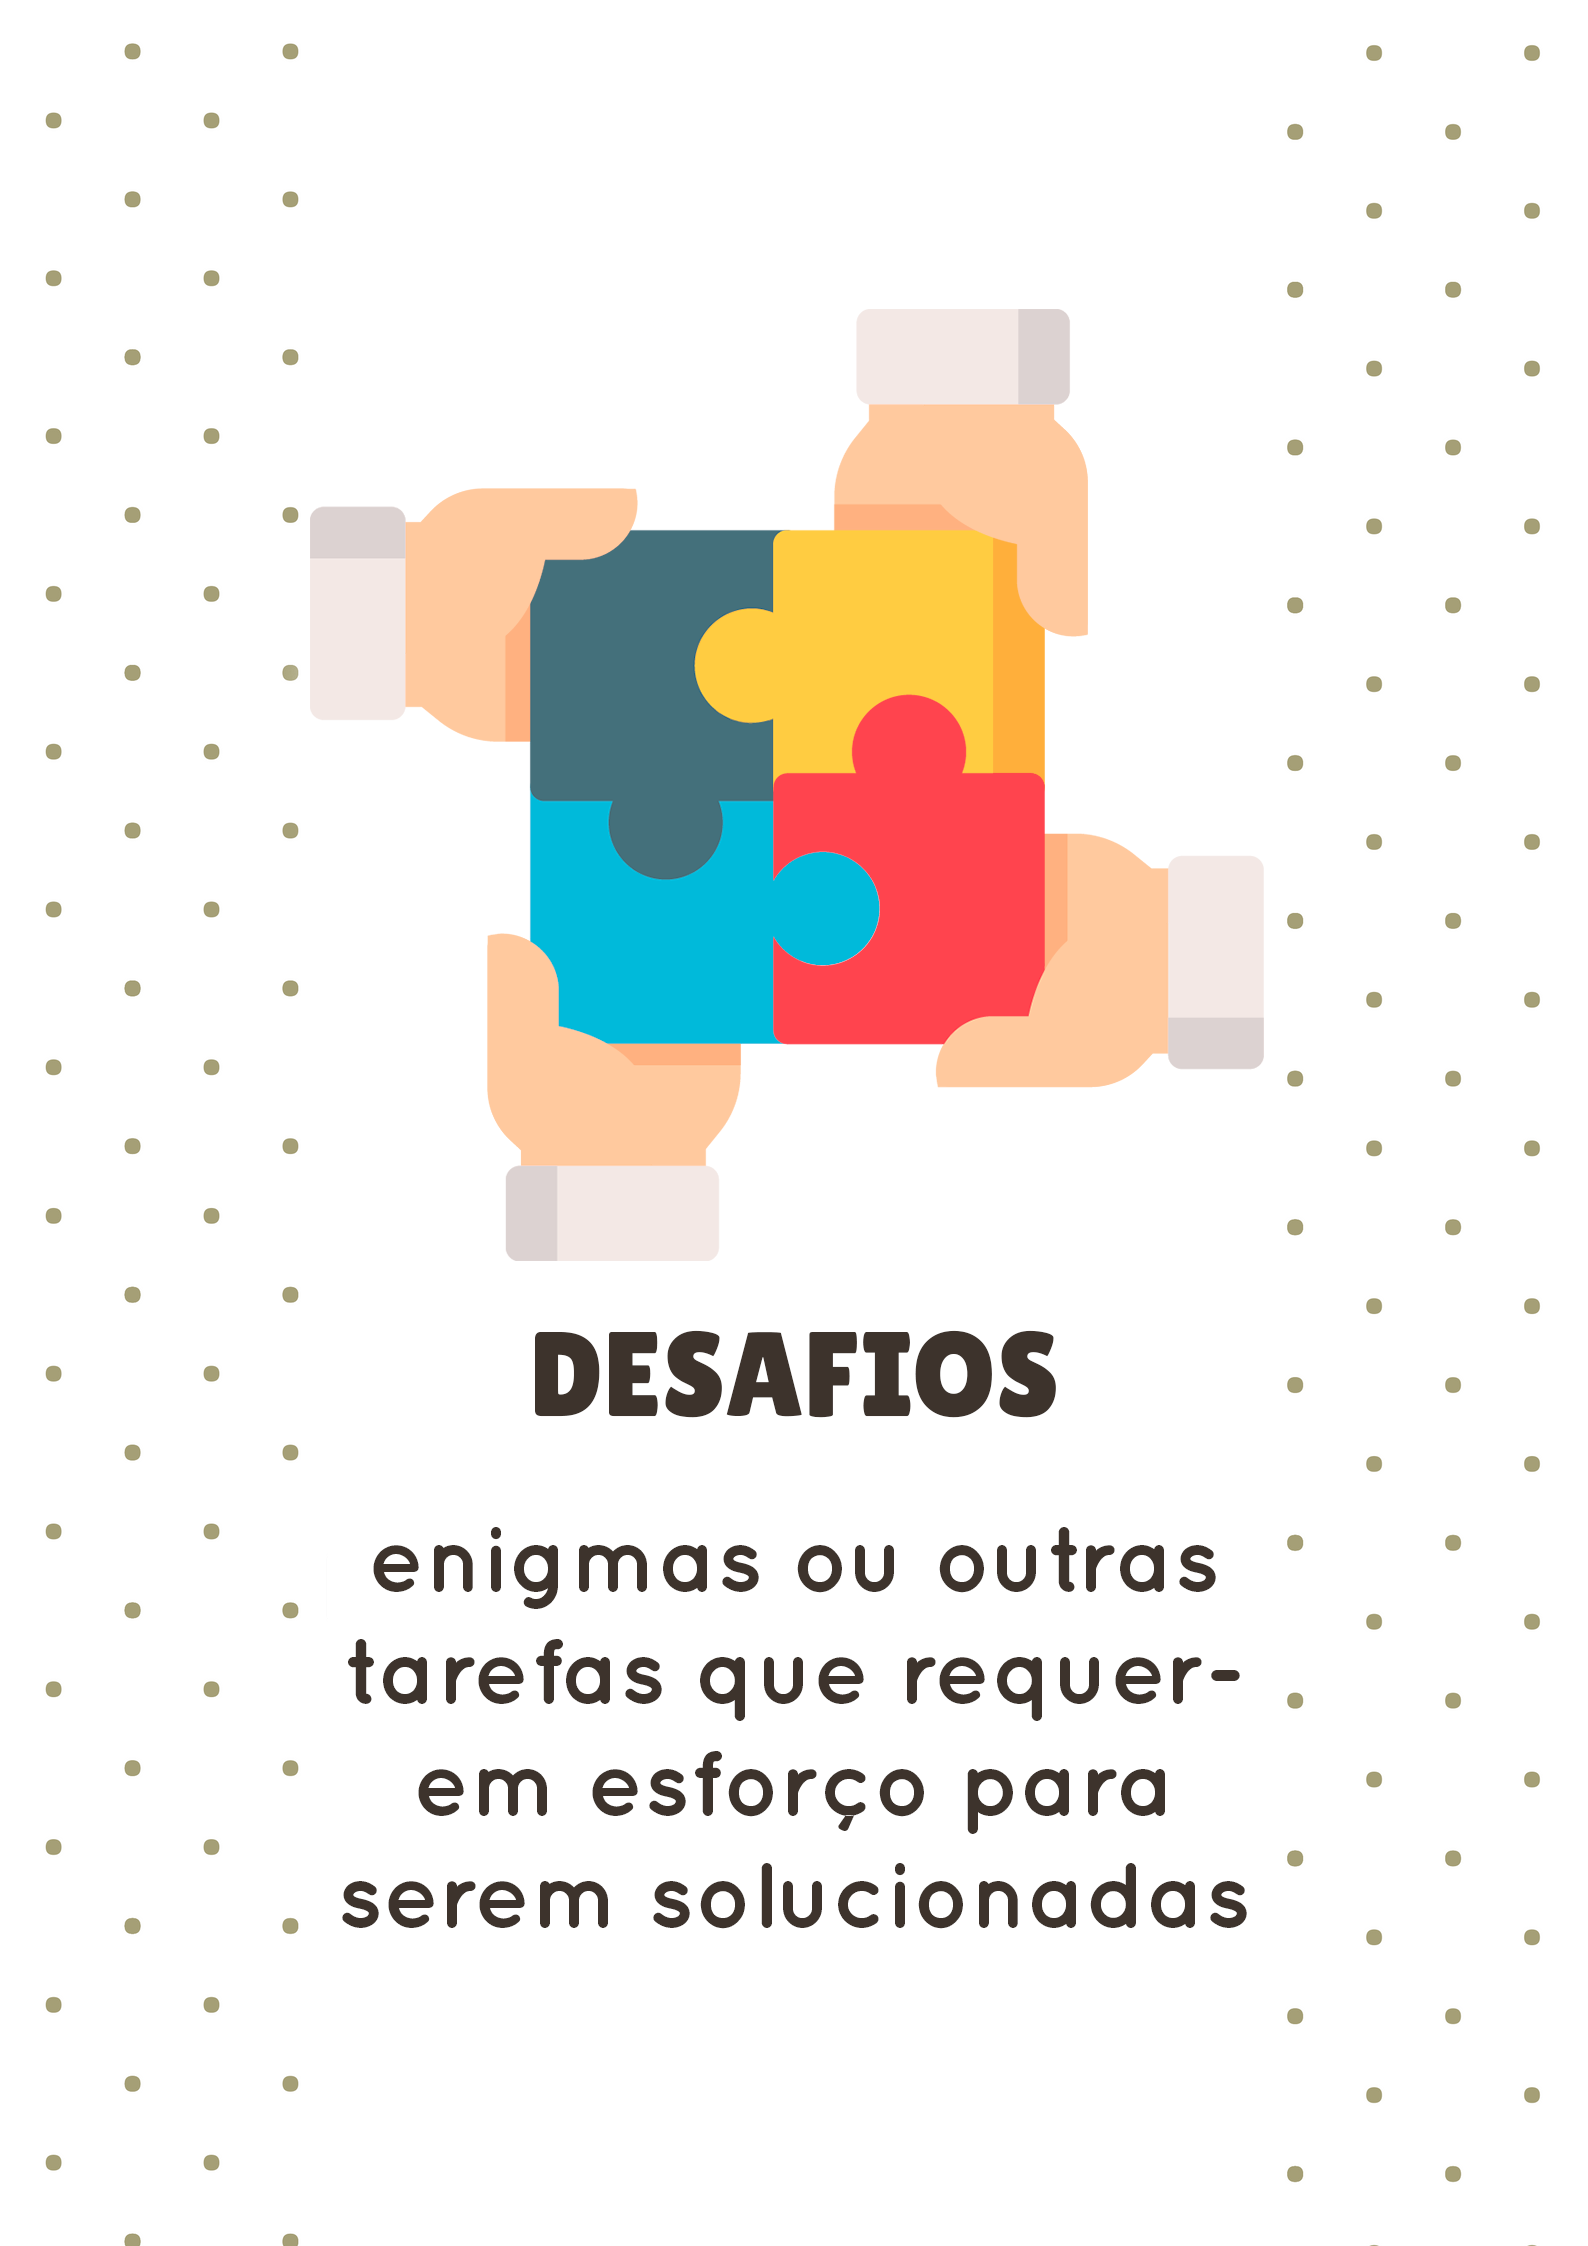 DESAFIOS
enigmas ou outras
tarefas que requer-
em esforço para
serem solucionadas